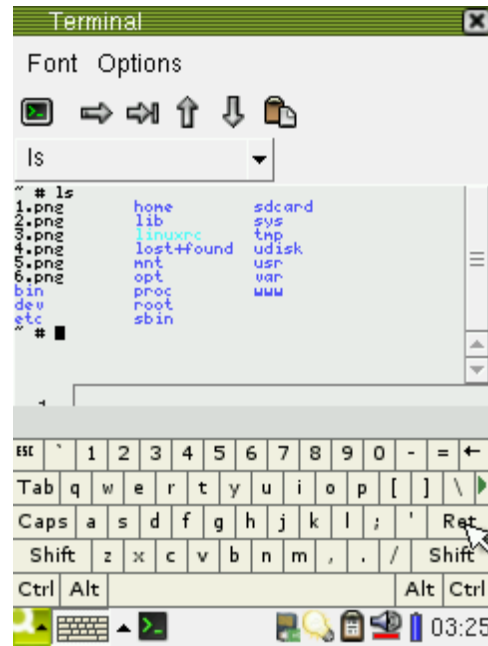 Terminal
Font Options
ls
~ # ls
1.png home sdcard
2.png lib sys
3.png linuxrc tmp
4.png lost+found udisk
5.png mnt usr
6.png opt var
bin proc www
dev root
etc sbin
~ #
ESC ` 1 2 3 4 5 6 7 8 9 0 - =
Tab q w e r t y u i o p [ ] \
Caps a s d f g h j k l ; ' Ret
Shift z x c v b n m , . / Shift
Ctrl Alt Alt Ctrl
03:25